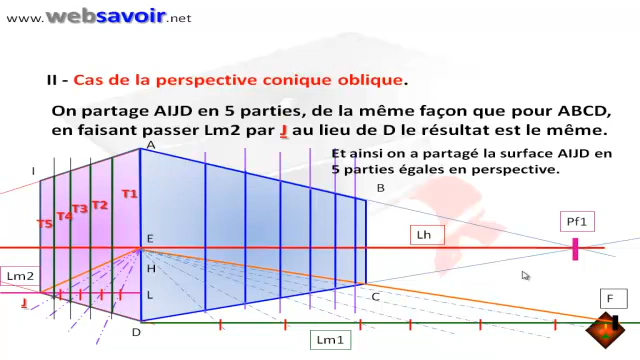 www.websavoir.net
II - Cas de la perspective conique oblique.
On partage AIJD en 5 parties, de la même façon que pour ABCD,
en faisant passer Lm2 par J au lieu de D le résultat est le même.
Et ainsi on a partagé la surface AIJD en
5 parties égales en perspective.
A
I
B
T5 T4 T3 T2 T1
Pf1
Lh
E
Lm2
H
J
L
C
F
D
Lm1